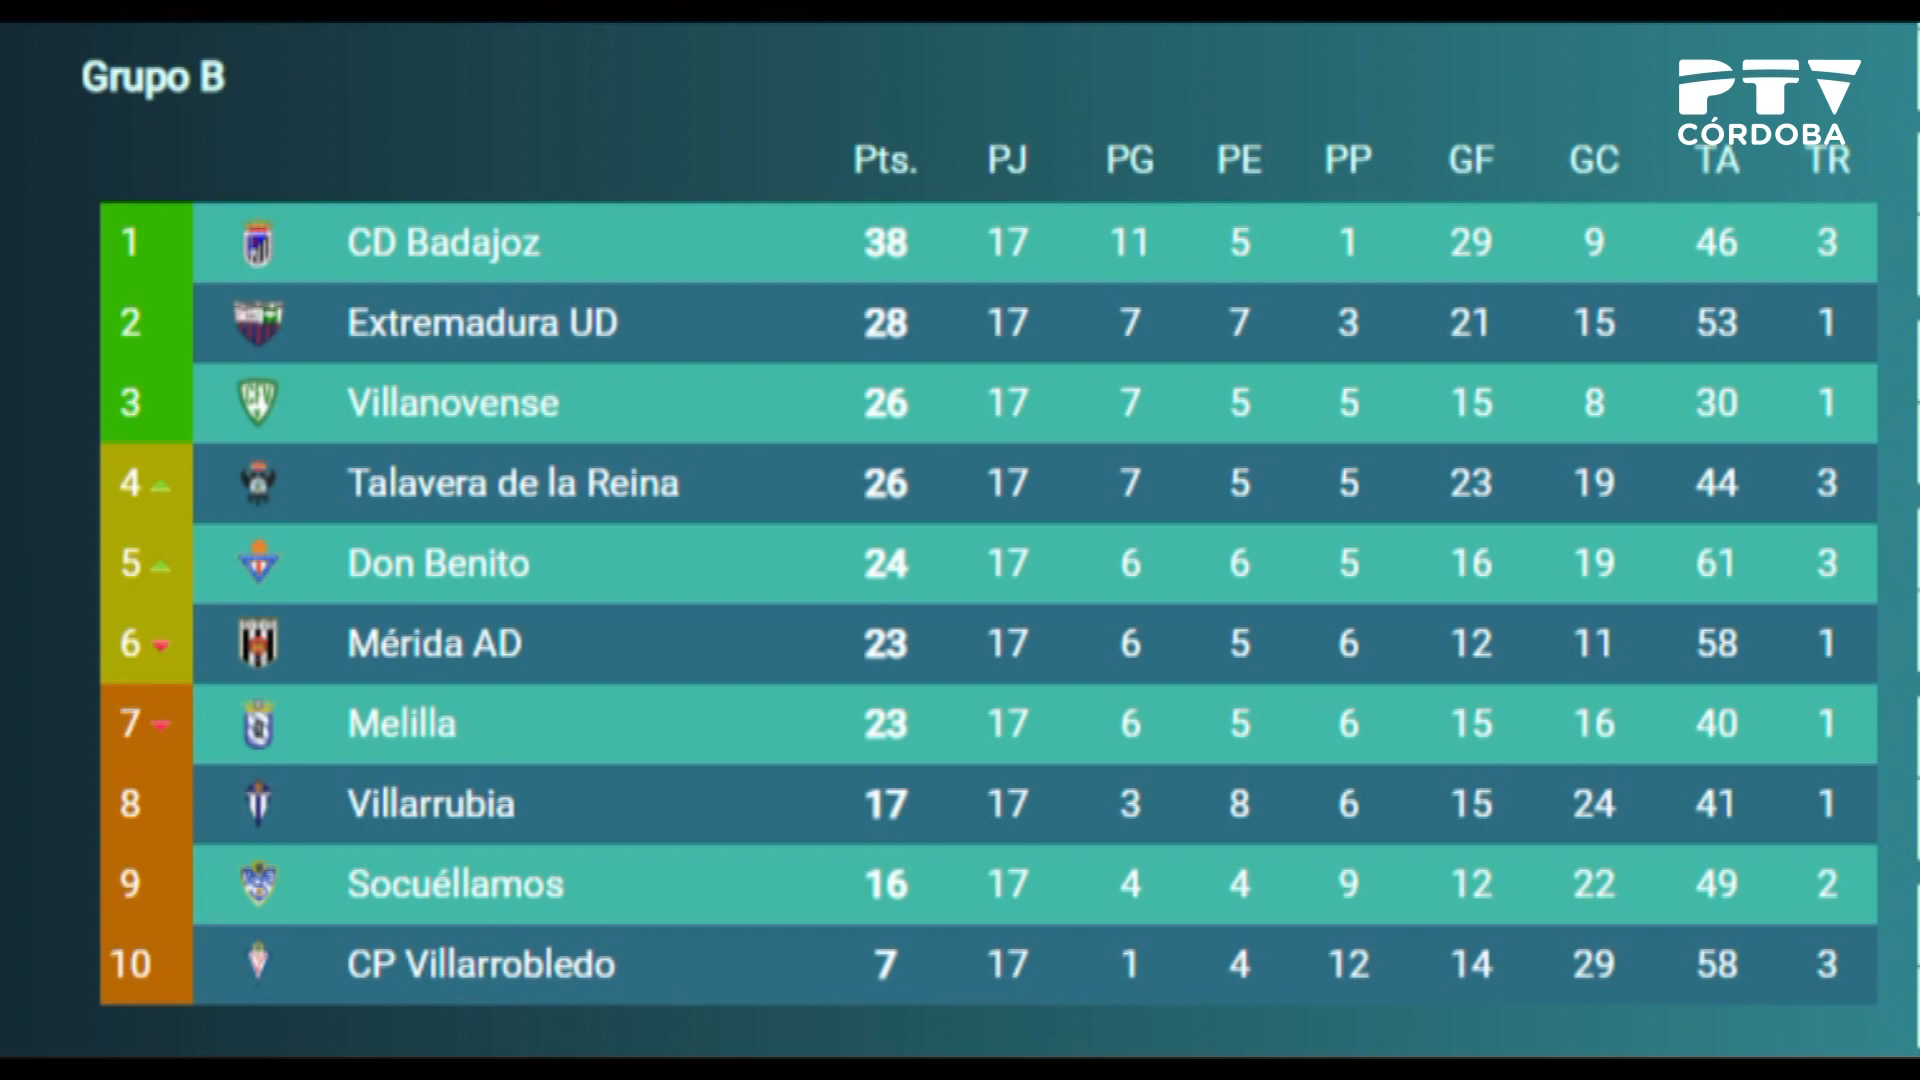 Grupo B
PTV
CÓRDOBA
Pts. PJ PG PE PP GF GC TA TR
1 CD Badajoz 38 17 11 5 1 29 9 46 3
2 Extremadura UD 28 17 7 7 3 21 15 53 1
3 Villanovense 26 17 7 5 5 15 8 30 1
4 Talavera de la Reina 26 17 7 5 5 23 19 44 3
5 Don Benito 24 17 6 6 5 16 19 61 3
6 Mérida AD 23 17 6 5 6 12 11 58 1
7 Melilla 23 17 6 5 6 15 16 40 1
8 Villarrubia 17 17 3 8 6 15 24 41 1
9 Socuéllamos 16 17 4 4 9 12 22 49 2
10 CP Villarrobledo 7 17 1 4 12 14 29 58 3